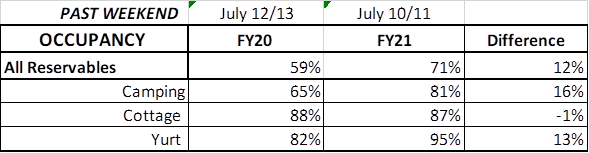 PAST WEEKEND July 12/13 July 10/11
OCCUPANCY FY20 FY21 Difference
All Reservables 59% 71% 12%
Camping 65% 81% 16%
Cottage 88% 87% -1%
Yurt 82% 95% 13%